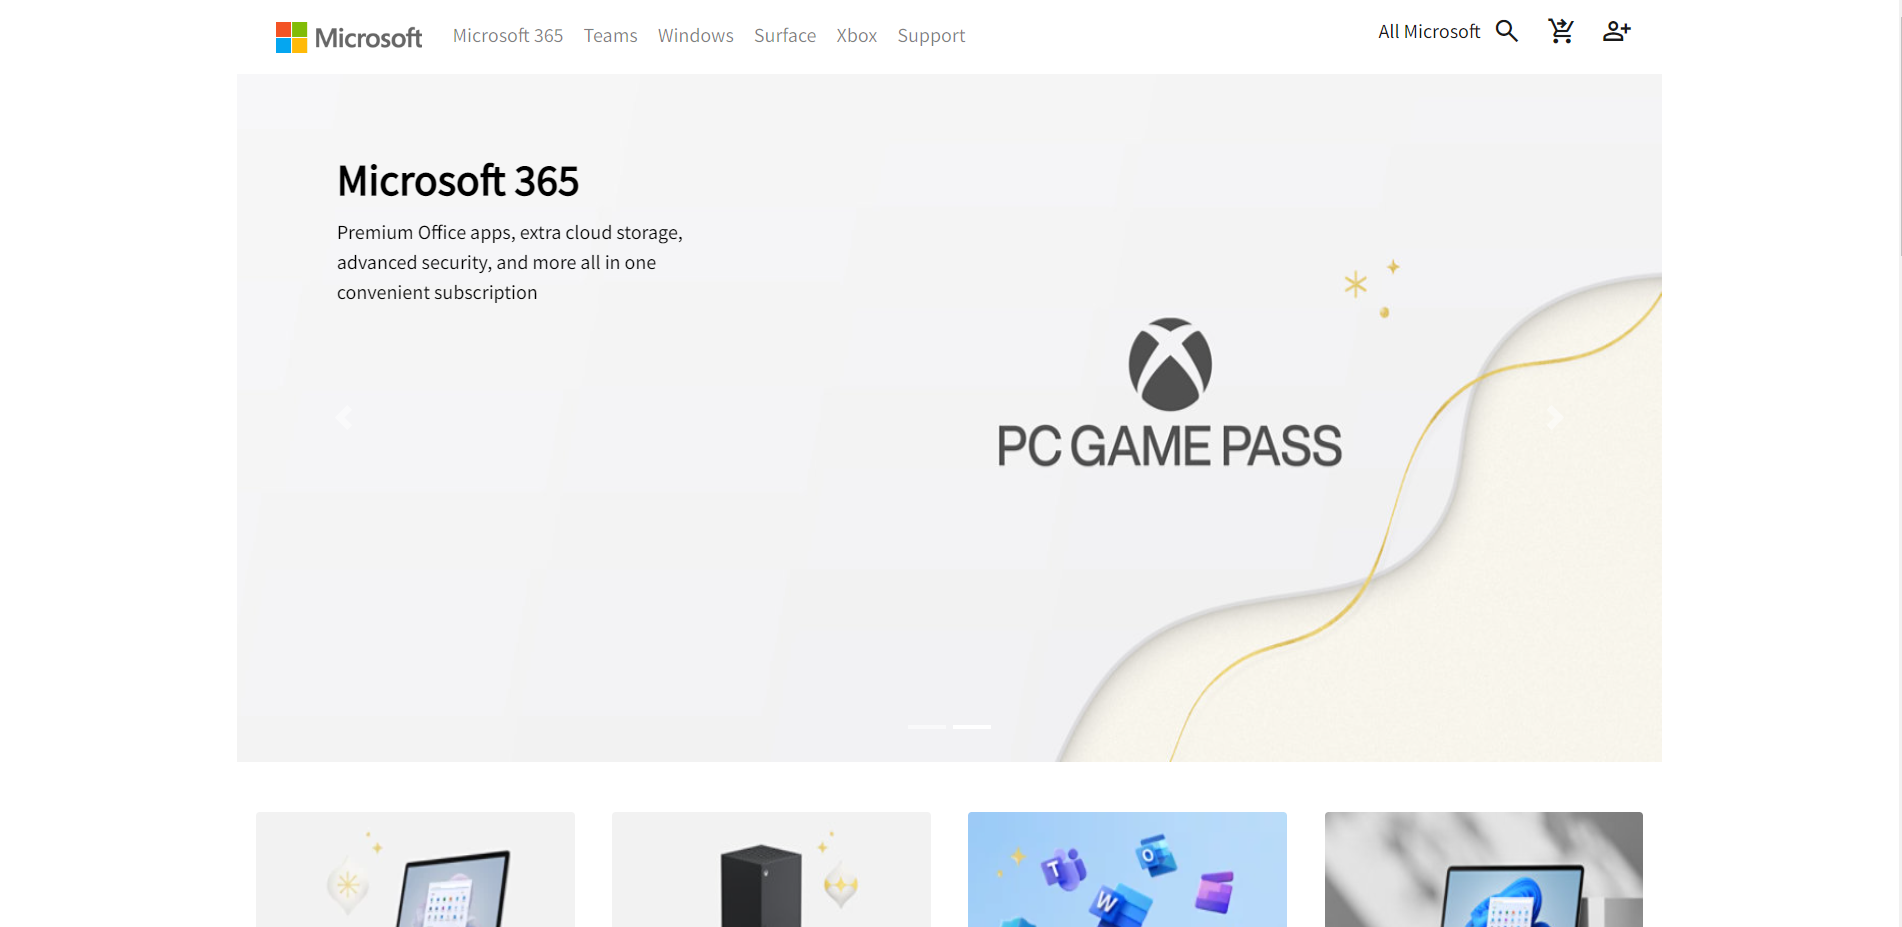 Microsoft
Microsoft 365 Teams Windows Surface Xbox Support
All Microsoft
Microsoft 365
Premium Office apps, extra cloud storage,
advanced security, and more all in one
convenient subscription
PC GAME PASS
T
O
W